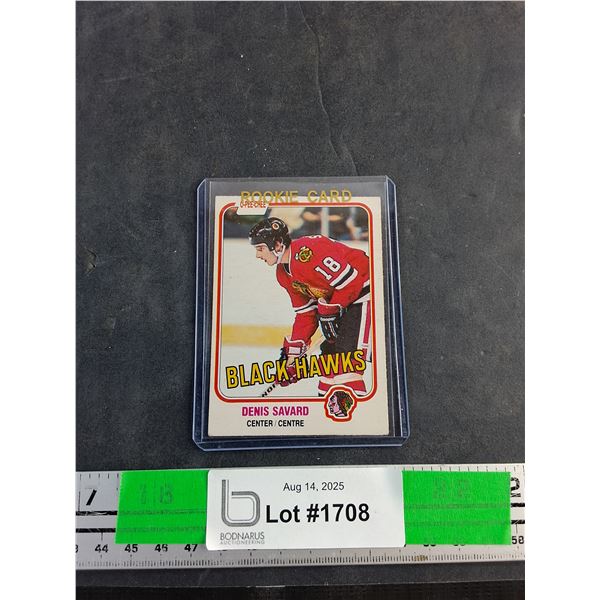 ROOKIE CARD
O-PEE-CHEE
18
BLACK HAWKS
DENIS SAVARD
CENTER / CENTRE
Aug 14, 2025
Lot #1708
BODNARUS
AUCTIONEERING
7
44 45 46 47